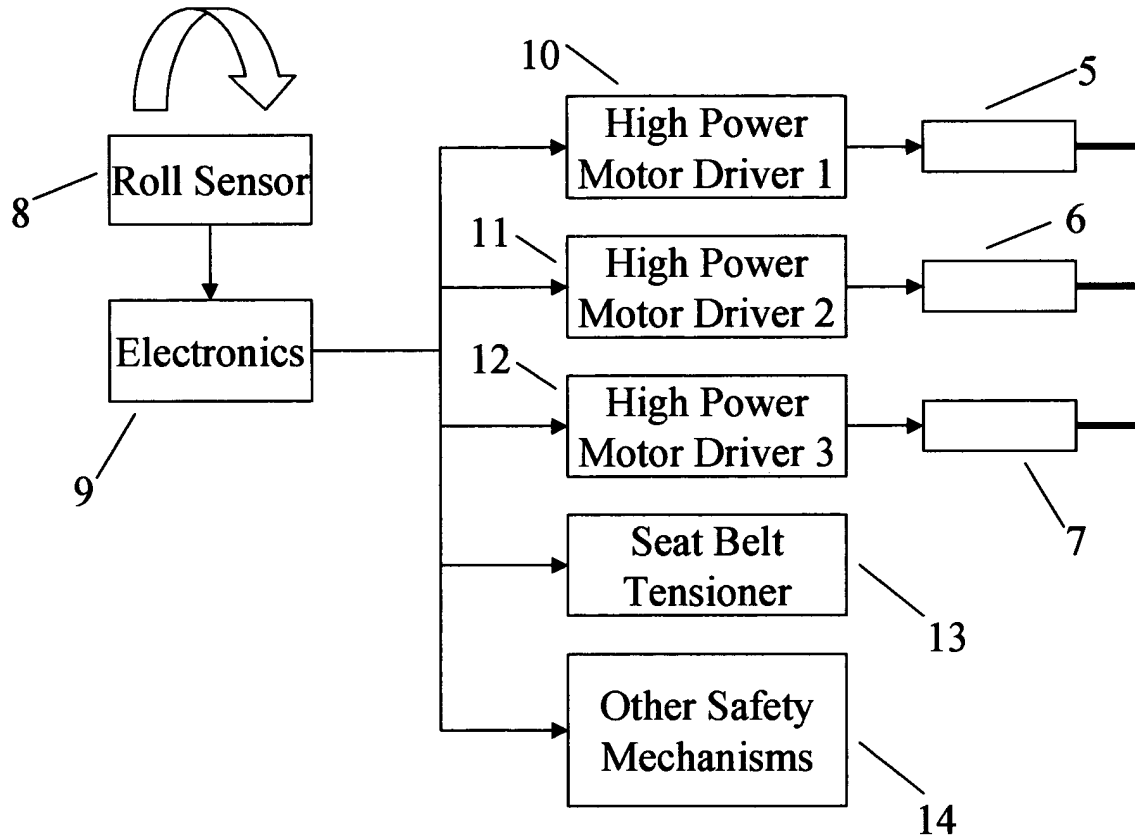 10
5
High Power
Motor Driver 1
Roll Sensor
8
11
6
High Power
Motor Driver 2
Electronics
9
12
High Power
Motor Driver 3
7
Seat Belt
Tensioner
13
Other Safety
Mechanisms
14